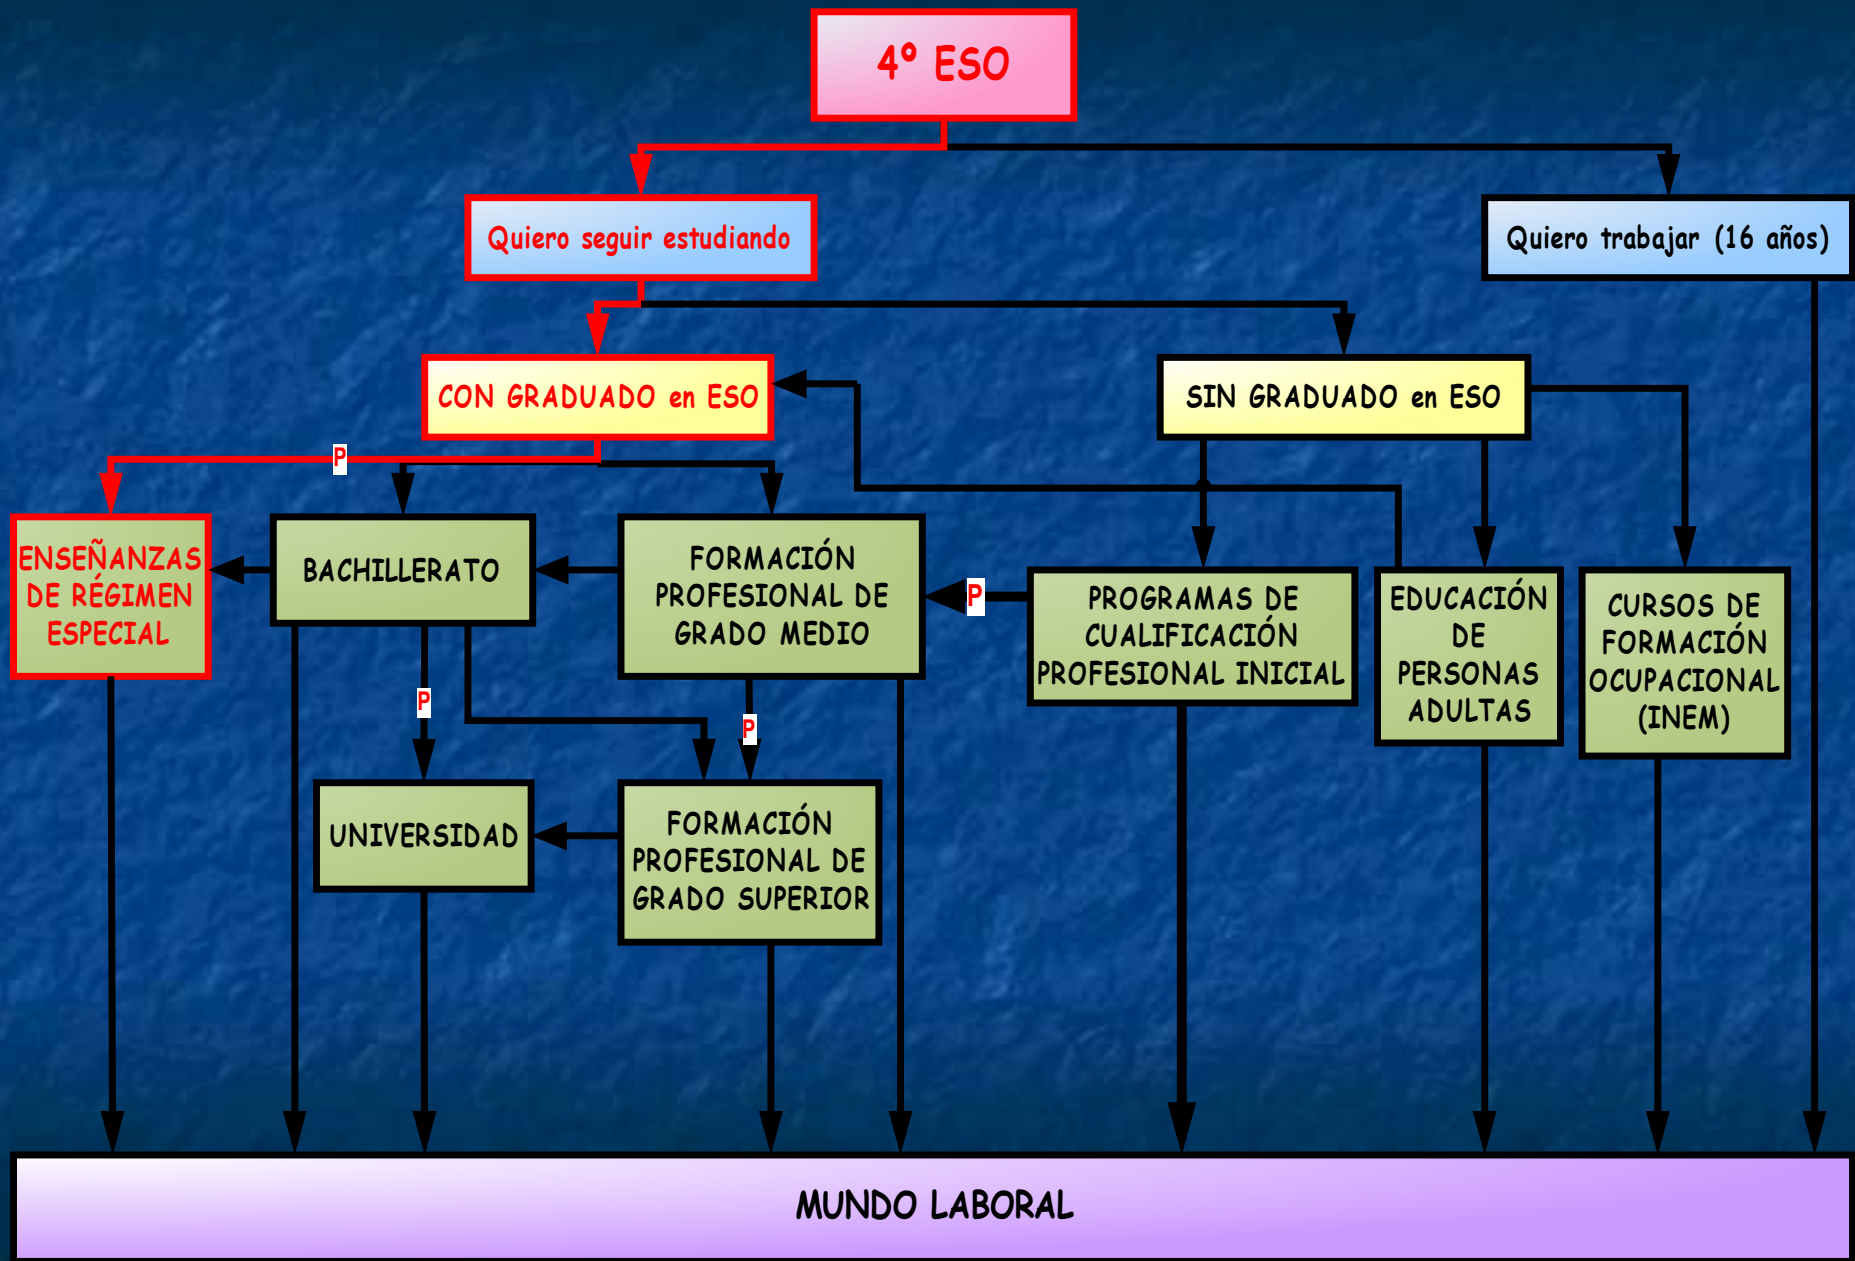 4º ESO
Quiero seguir estudiando
Quiero trabajar (16 años)
CON GRADUADO en ESO
SIN GRADUADO en ESO
P
ENSEÑANZAS
DE RÉGIMEN
ESPECIAL
BACHILLERATO
FORMACIÓN
PROFESIONAL DE
GRADO MEDIO
P
PROGRAMAS DE
CUALIFICACIÓN
PROFESIONAL INICIAL
EDUCACIÓN
DE
PERSONAS
ADULTAS
CURSOS DE
FORMACIÓN
OCUPACIONAL
(INEM)
P
P
UNIVERSIDAD
FORMACIÓN
PROFESIONAL DE
GRADO SUPERIOR
MUNDO LABORAL